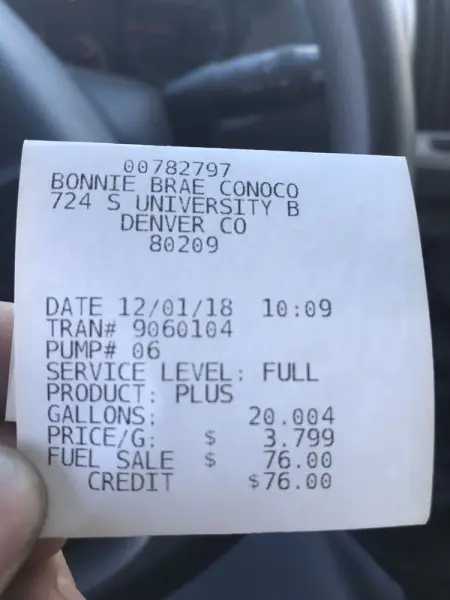 00782797
BONNIE BRAE CONOCO
724 S UNIVERSITY B
DENVER CO
80209
DATE 12/01/18 10:09
TRAN# 9060104
PUMP# 06
SERVICE LEVEL: FULL
PRODUCT: PLUS
GALLONS: 20.004
PRICE/G: $ 3.799
FUEL SALE $ 76.00
CREDIT $76.00